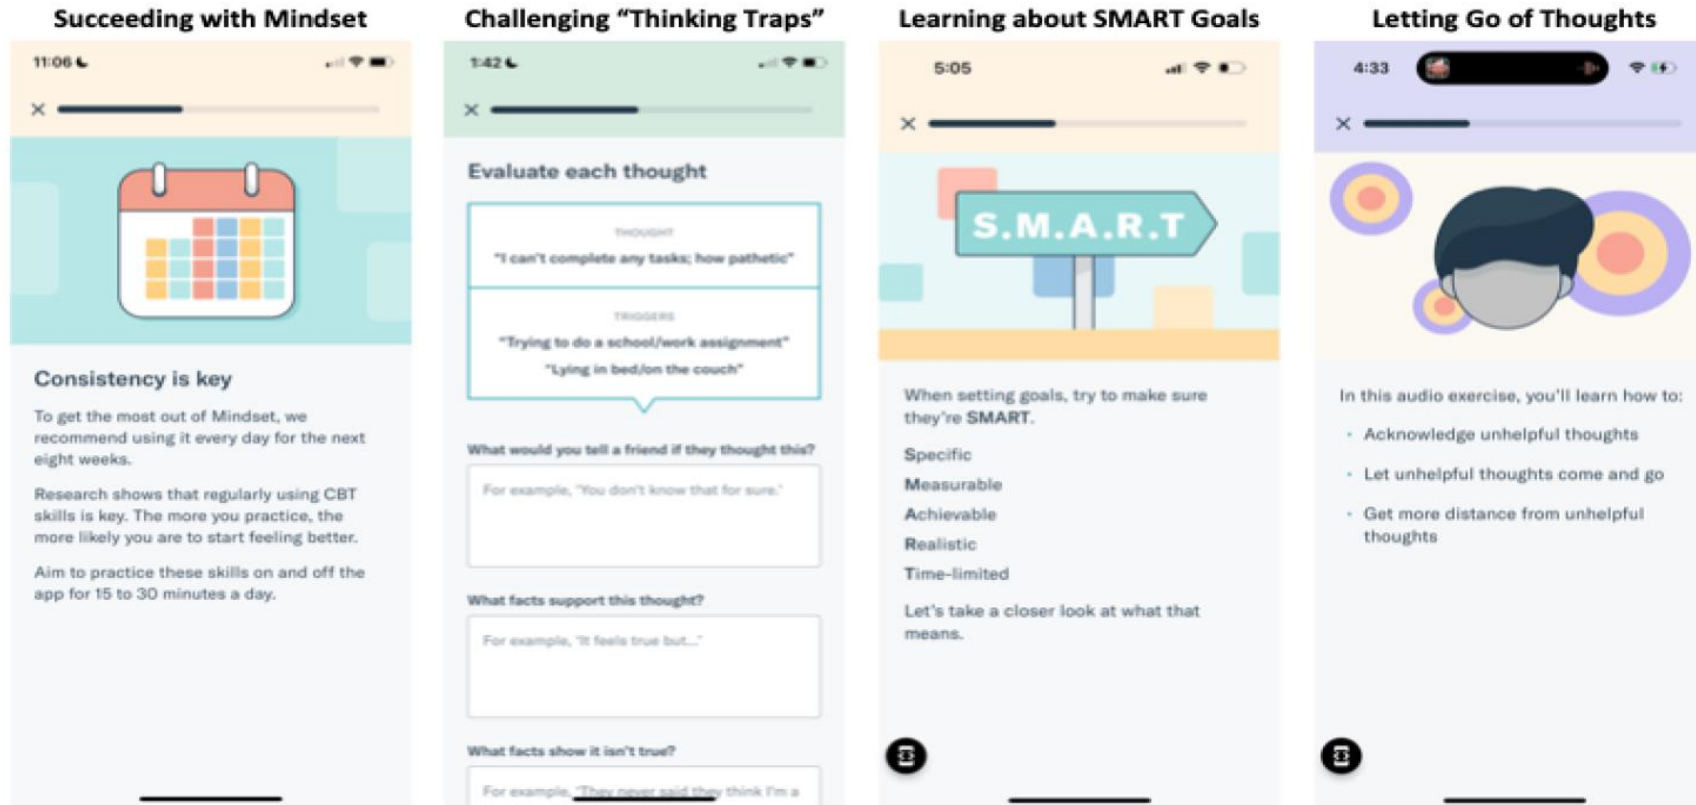 Succeeding with Mindset
11:06
Consistency is key
To get the most out of Mindset, we
recommend using it every day for the next
eight weeks.
Research shows that regularly using CBT
skills is key. The more you practice, the
more likely you are to start feeling better.
Aim to practice these skills on and off the
app for 15 to 30 minutes a day.
Challenging “Thinking Traps”
1:42
Evaluate each thought
THOUGHT
"I can't complete any tasks; how pathetic"
TRIGGERS
"Trying to do a school/work assignment"
"Lying in bed/on the couch"
What would you tell a friend if they thought this?
For example, "You don't know that for sure."
What facts support this thought?
For example, "It feels true but..."
What facts show it isn't true?
For example, "They never said they think I'm a
Learning about SMART Goals
5:05
S.M.A.R.T
When setting goals, try to make sure
they're SMART.
Specific
Measurable
Achievable
Realistic
Time-limited
Let's take a closer look at what that
means.
Letting Go of Thoughts
4:33
In this audio exercise, you'll learn how to:
• Acknowledge unhelpful thoughts
• Let unhelpful thoughts come and go
• Get more distance from unhelpful
thoughts